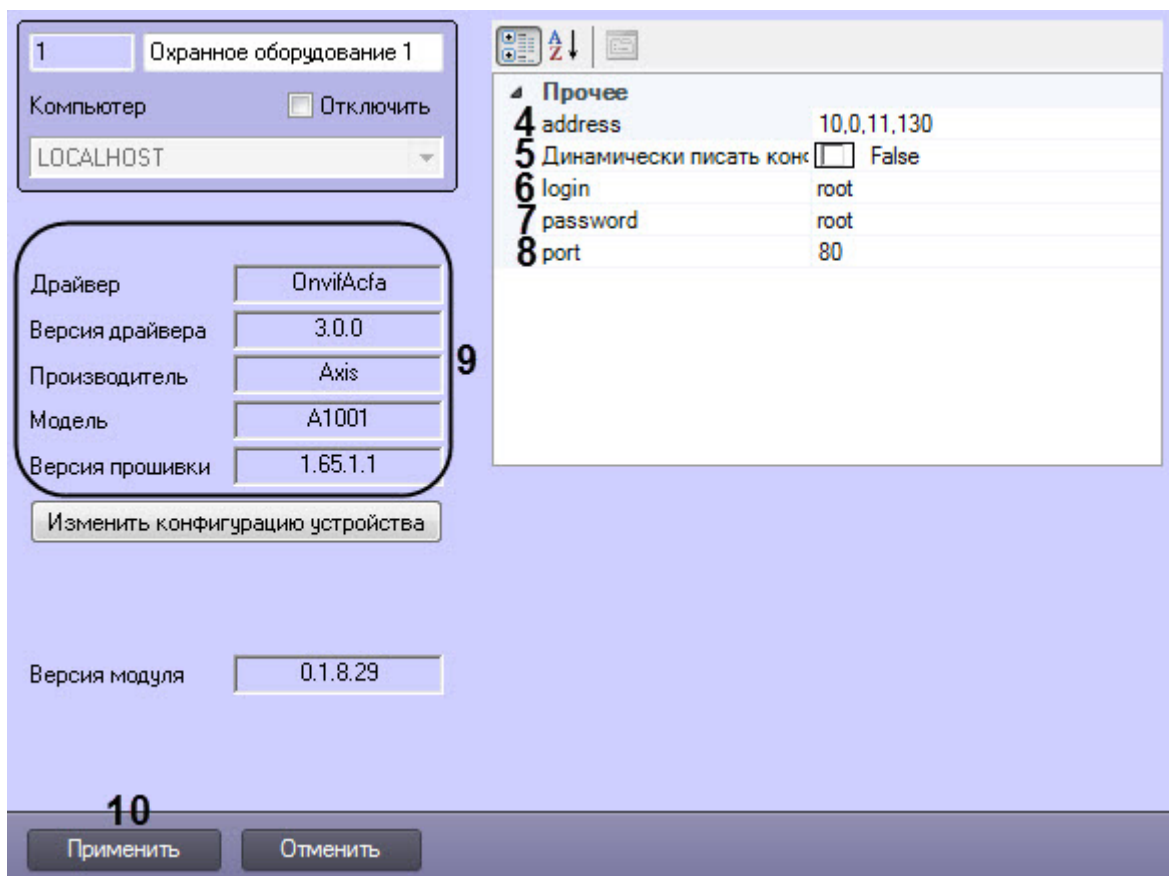 1 Охранное оборудование 1
Компьютер Отключить
LOCALHOST
Драйвер OnvifAcfa
Версия драйвера 3.0.0
Производитель Axis
Модель A1001
Версия прошивки 1.65.1.1
9
Изменить конфигурацию устройства
Версия модуля 0.1.8.29
Прочее
4 address 10,0,11,130
5 Динамически писать кон False
6 login root
7 password root
8 port 80
10
Применить Отменить